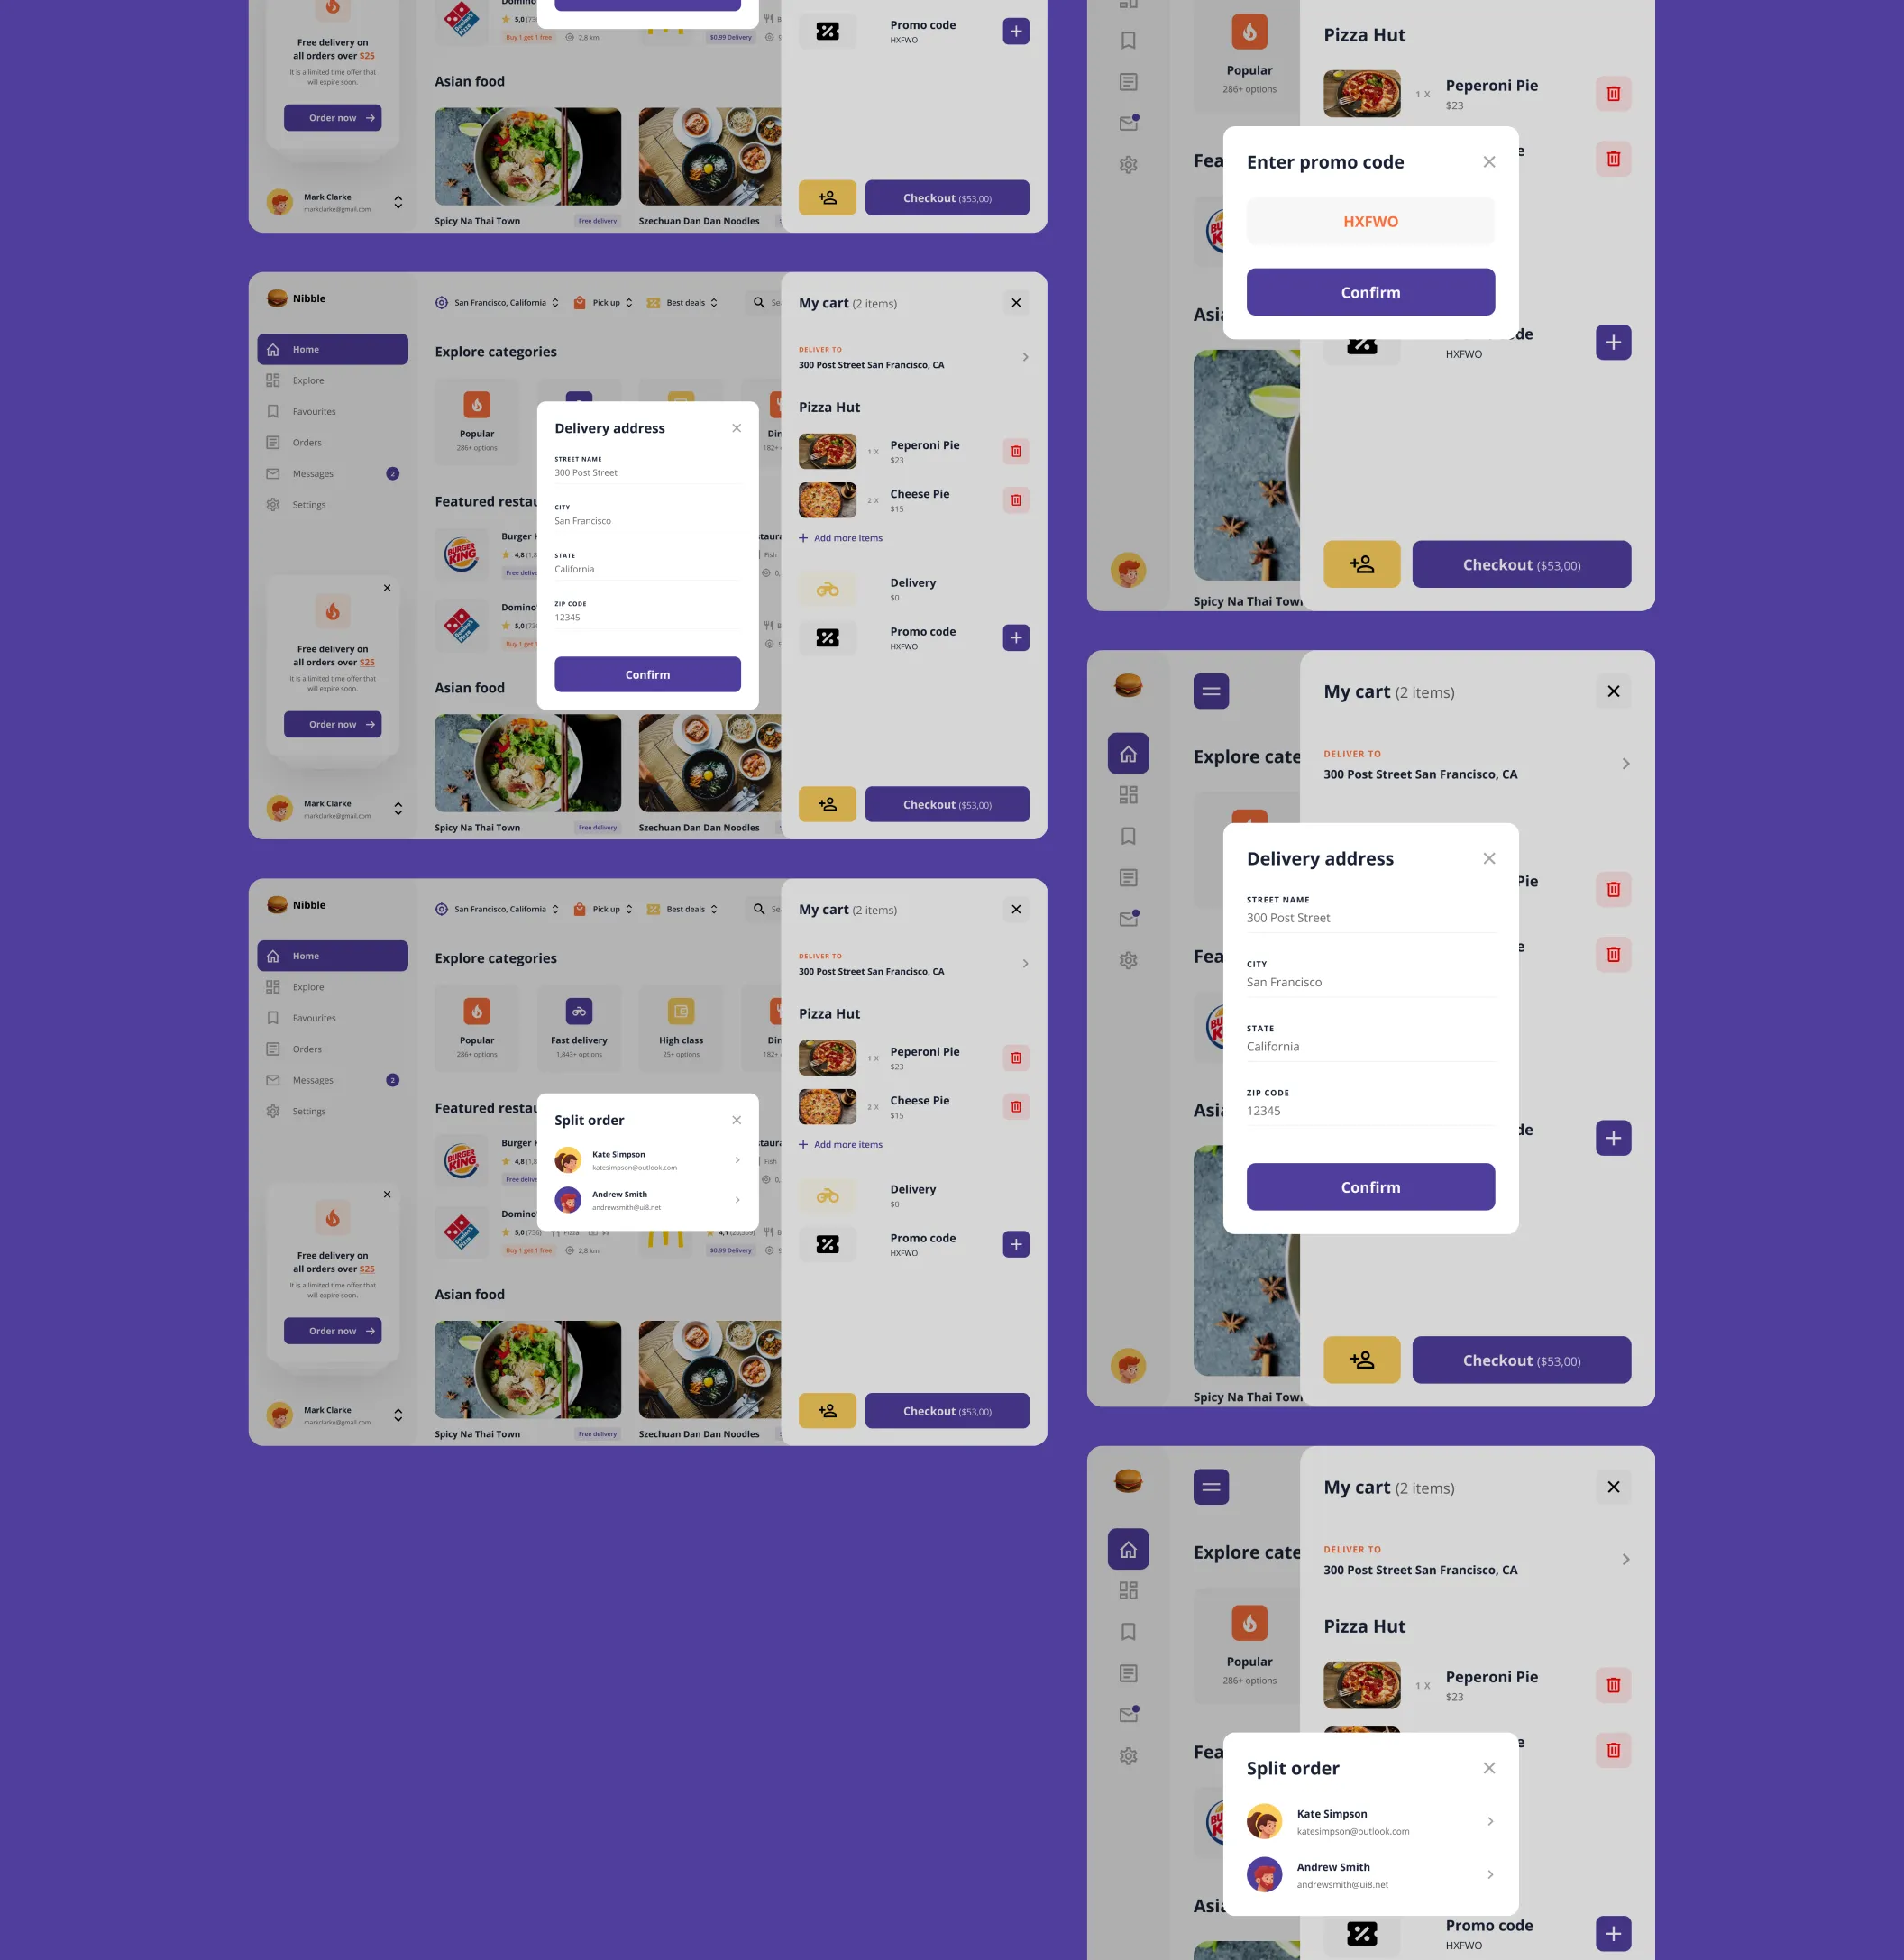 Domino
5,0
Buy 1 get 1 free
2,8 km
$0.99 Delivery
Free delivery on
all orders over $25
It is a limited time offer that
will expire soon.
Order now
Mark Clarke
markclarke@gmail.com
Asian food
Spicy Na Thai Town
Free delivery
Szechuan Dan Dan Noodles
Promo code
HXFWO
Checkout ($53,00)
Nibble
Home
Explore
Favourites
Orders
Messages
2
Settings
Free delivery on
all orders over $25
It is a limited time offer that
will expire soon.
Order now
Mark Clarke
markclarke@gmail.com
San Francisco, California
Pick up
Best deals
Explore categories
Popular
286+ options
Featured restau
BURGER KING
Burger K
4,8
Free delive
Domino'
5,0
Buy 1 get 1
Fish
Asian food
Spicy Na Thai Town
Free delivery
Szechuan Dan Dan Noodles
Delivery address
STREET NAME
300 Post Street
CITY
San Francisco
STATE
California
ZIP CODE
12345
Confirm
My cart (2 items)
DELIVER TO
300 Post Street San Francisco, CA
Pizza Hut
1 X
Peperoni Pie
$23
2 X
Cheese Pie
$15
Add more items
Delivery
$0
Promo code
HXFWO
Checkout ($53,00)
Nibble
Home
Explore
Favourites
Orders
Messages
2
Settings
Free delivery on
all orders over $25
It is a limited time offer that
will expire soon.
Order now
Mark Clarke
markclarke@gmail.com
San Francisco, California
Pick up
Best deals
Explore categories
Popular
286+ options
Fast delivery
1,843+ options
High class
25+ options
Din
182+
Featured restau
BURGER KING
Burger K
4,8
Free delive
Domino'
5,0 (736)
Pizza
$$
Buy 1 get 1 free
2,8 km
$0.99 Delivery
Fish
Asian food
Spicy Na Thai Town
Free delivery
Szechuan Dan Dan Noodles
Split order
Kate Simpson
katesimpson@outlook.com
Andrew Smith
andrewsmith@ui8.net
My cart (2 items)
DELIVER TO
300 Post Street San Francisco, CA
Pizza Hut
1 X
Peperoni Pie
$23
2 X
Cheese Pie
$15
Add more items
Delivery
$0
Promo code
HXFWO
Checkout ($53,00)
Popular
286+ options
Fea
Asia
Spicy Na Thai Town
Pizza Hut
1 X
Peperoni Pie
$23
Enter promo code
HXFWO
Confirm
HXFWO
Checkout ($53,00)
Explore cate
Fea
Asia
Spicy Na Thai Town
My cart (2 items)
DELIVER TO
300 Post Street San Francisco, CA
Pie
Delivery address
STREET NAME
300 Post Street
CITY
San Francisco
STATE
California
ZIP CODE
12345
Confirm
Checkout ($53,00)
Explore cate
Popular
286+ options
Fea
Asia
My cart (2 items)
DELIVER TO
300 Post Street San Francisco, CA
Pizza Hut
1 X
Peperoni Pie
$23
Split order
Kate Simpson
katesimpson@outlook.com
Andrew Smith
andrewsmith@ui8.net
Promo code
HXFWO